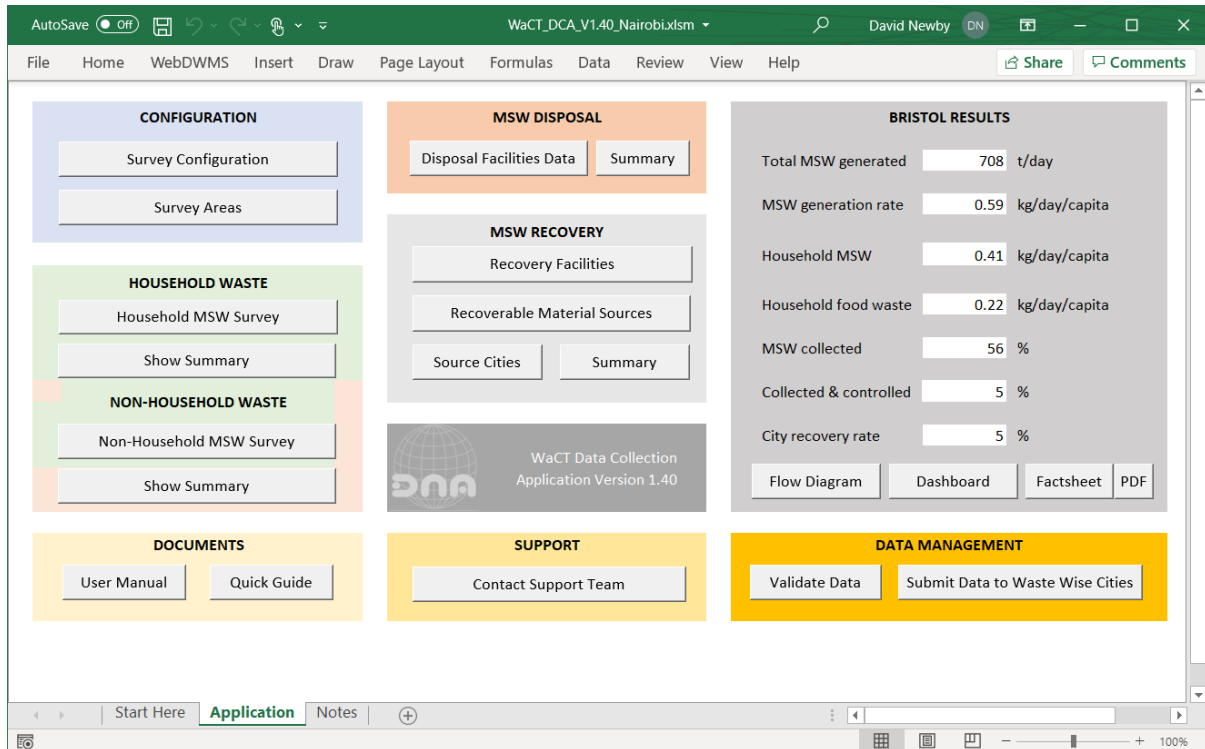 AutoSave Off WaCT_DCA_V1.40_Nairobi.xlsm David Newby DN
File Home WebDWMS Insert Draw Page Layout Formulas Data Review View Help Share Comments
CONFIGURATION
Survey Configuration
Survey Areas
HOUSEHOLD WASTE
Household MSW Survey
Show Summary
NON-HOUSEHOLD WASTE
Non-Household MSW Survey
Show Summary
DOCUMENTS
User Manual Quick Guide
MSW DISPOSAL
Disposal Facilities Data Summary
MSW RECOVERY
Recovery Facilities
Recoverable Material Sources
Source Cities Summary
DNA
WaCT Data Collection
Application Version 1.40
SUPPORT
Contact Support Team
BRISTOL RESULTS
Total MSW generated 708 t/day
MSW generation rate 0.59 kg/day/capita
Household MSW 0.41 kg/day/capita
Household food waste 0.22 kg/day/capita
MSW collected 56 %
Collected & controlled 5 %
City recovery rate 5 %
Flow Diagram Dashboard Factsheet PDF
DATA MANAGEMENT
Validate Data Submit Data to Waste Wise Cities
Start Here Application Notes
100%